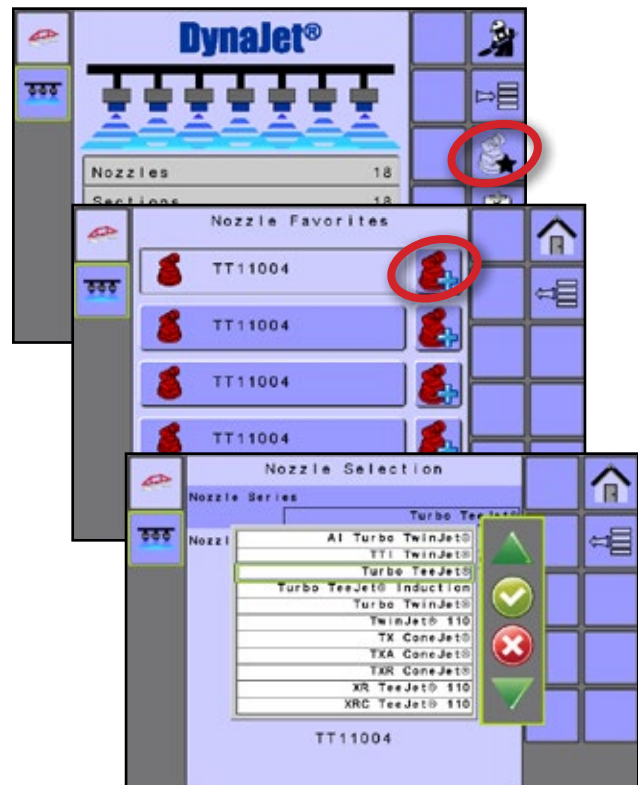 DynaJet®
Nozzles 18
Sections 18
Nozzle Favorites
TT11004
TT11004
TT11004
TT11004
Nozzle Selection
Nozzle Series
Turbo TeeJet®
Nozzl
AI Turbo TwinJet®
TTI TwinJet®
Turbo TeeJet®
Turbo TeeJet® Induction
Turbo TwinJet®
TwinJet® 110
TX ConeJet®
TXA ConeJet®
TXR ConeJet®
XR TeeJet® 110
XRC TeeJet® 110
TT11004